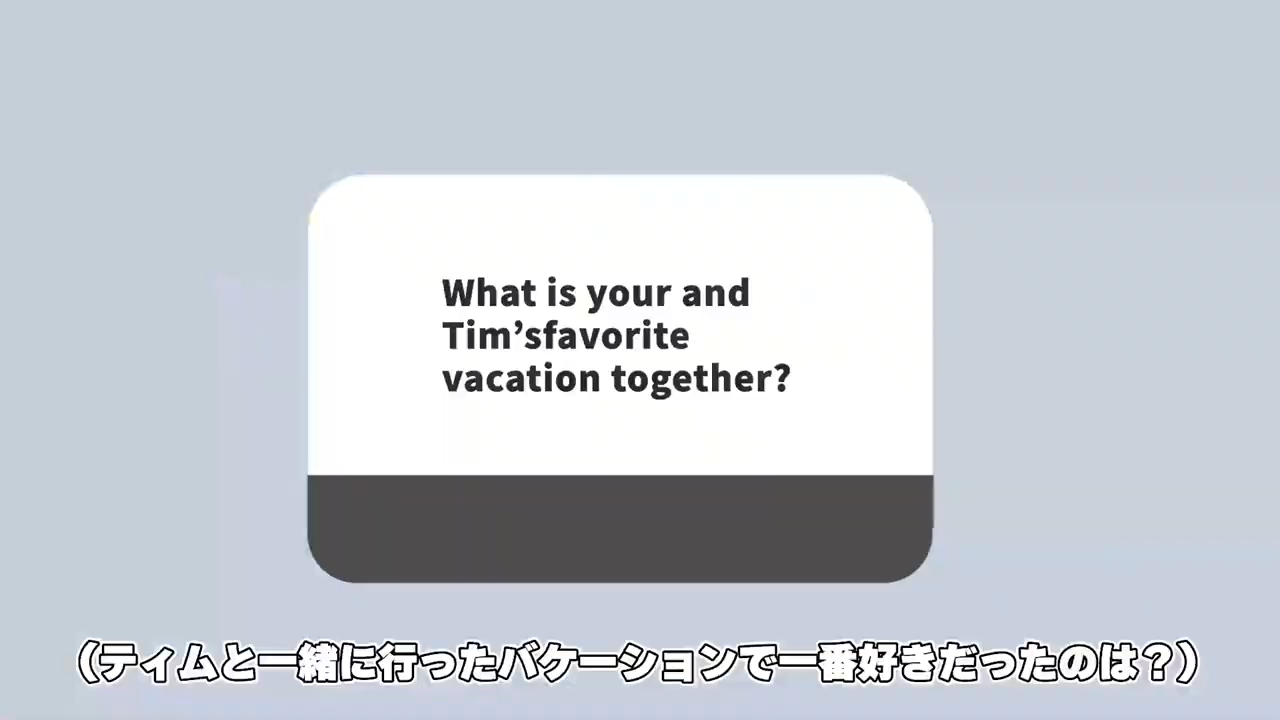 What is your and
Tim’sfavorite
vacation together?
（ティムと一緒に行ったバケーションで一番好きだったのは？）